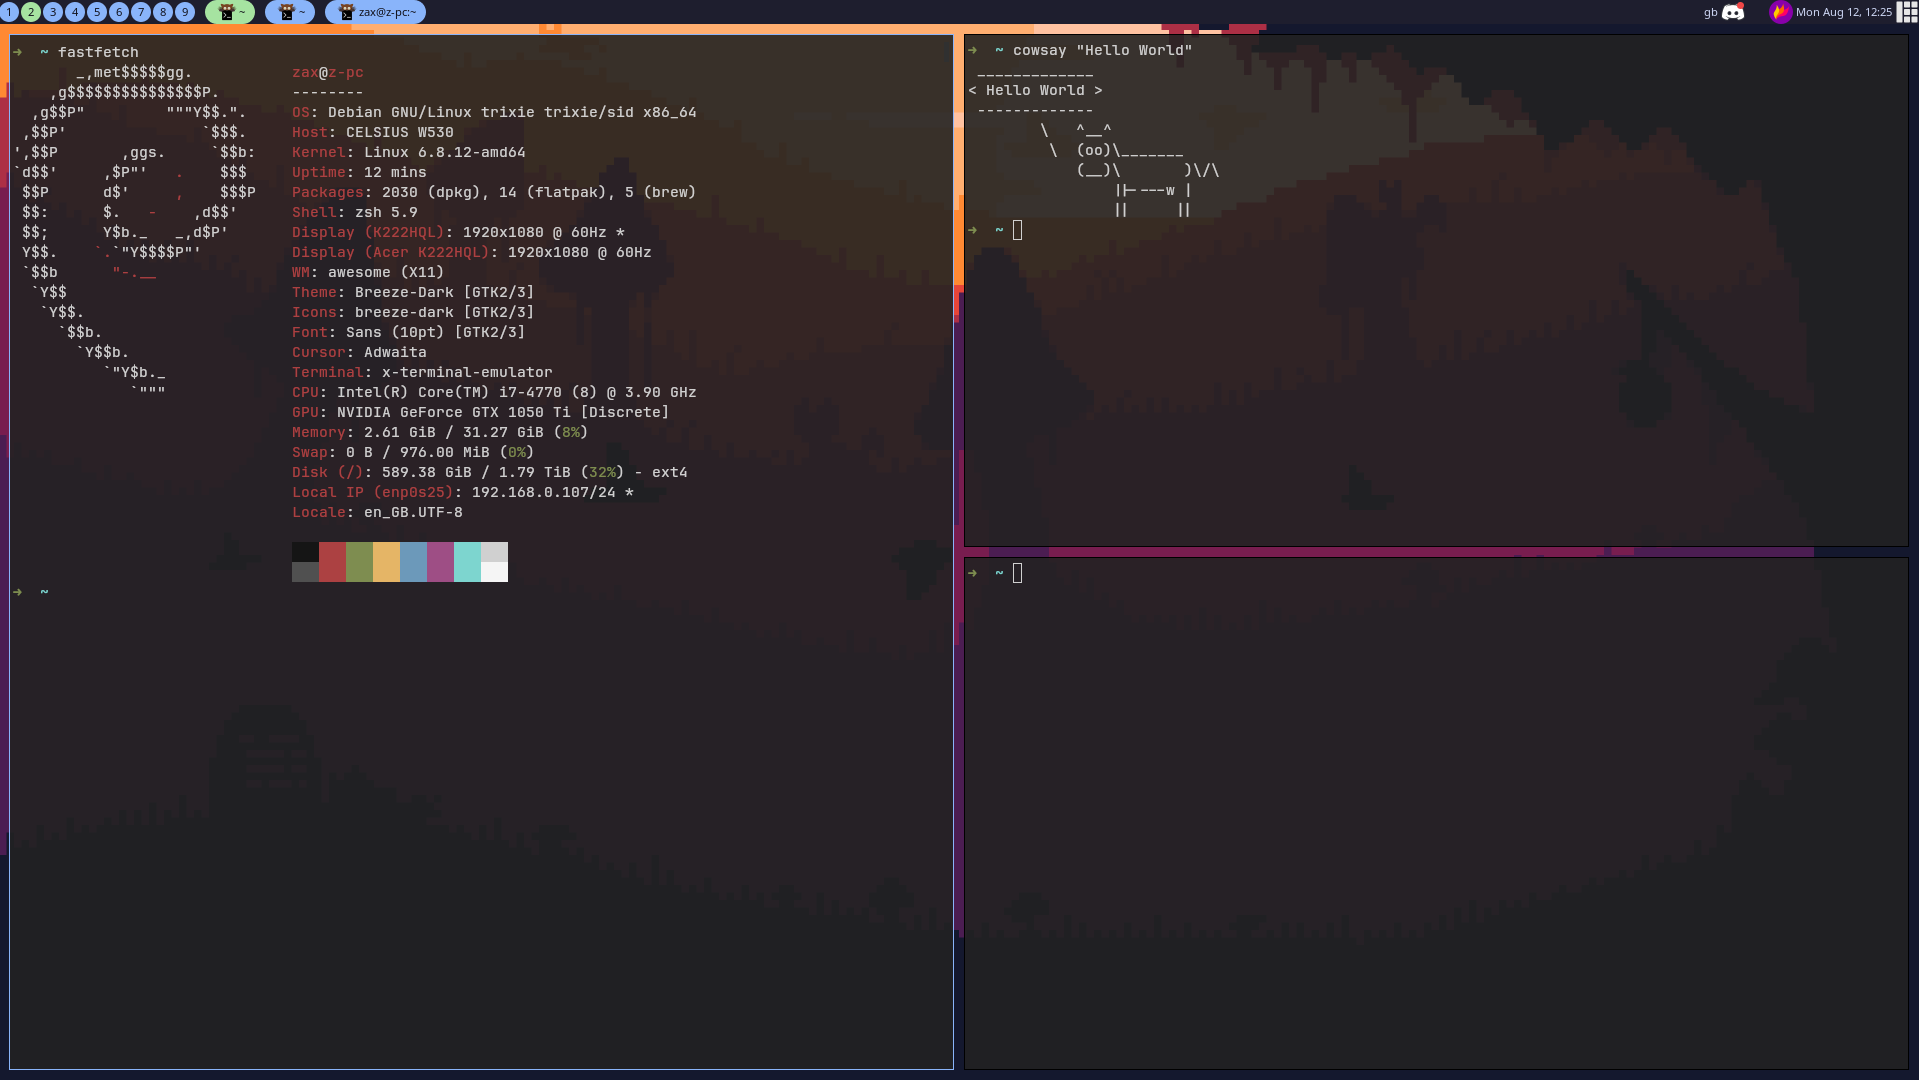 1 2 3 4 5 6 7 8 9 ~ ~ zax@z-pc:~ gb Mon Aug 12, 12:25
➜  ~ fastfetch
       _,met$$$$$gg.
    ,g$$$$$$$$$$$$$$$P.
  ,g$$P"         """Y$$.".
 ,$$P'               `$$$.
',$$P       ,ggs.     `$$b:
`d$$'     ,$P"'   .    $$$
 $$P      d$'     ,    $$$P
 $$:      $.   -    ,d$$'
 $$;      Y$b._   _,d$P'
 Y$$.    `.`"Y$$$$P"'
 `$$b      "-.__
  `Y$$
   `Y$$.
     `$$b.
       `Y$$b.
          `"Y$b._
             `"""
zax@z-pc
--------
OS: Debian GNU/Linux trixie trixie/sid x86_64
Host: CELSIUS W530
Kernel: Linux 6.8.12-amd64
Uptime: 12 mins
Packages: 2030 (dpkg), 14 (flatpak), 5 (brew)
Shell: zsh 5.9
Display (K222HQL): 1920x1080 @ 60Hz *
Display (Acer K222HQL): 1920x1080 @ 60Hz
WM: awesome (X11)
Theme: Breeze-Dark [GTK2/3]
Icons: breeze-dark [GTK2/3]
Font: Sans (10pt) [GTK2/3]
Cursor: Adwaita
Terminal: x-terminal-emulator
CPU: Intel(R) Core(TM) i7-4770 (8) @ 3.90 GHz
GPU: NVIDIA GeForce GTX 1050 Ti [Discrete]
Memory: 2.61 GiB / 31.27 GiB (8%)
Swap: 0 B / 976.00 MiB (0%)
Disk (/): 589.38 GiB / 1.79 TiB (32%) - ext4
Local IP (enp0s25): 192.168.0.107/24 *
Locale: en_GB.UTF-8
➜  ~
➜  ~ cowsay "Hello World"
 _____________
< Hello World >
 -------------
        \   ^__^
         \  (oo)\_______
            (__)\       )\/\
                ||----w |
                ||     ||
➜  ~
➜  ~